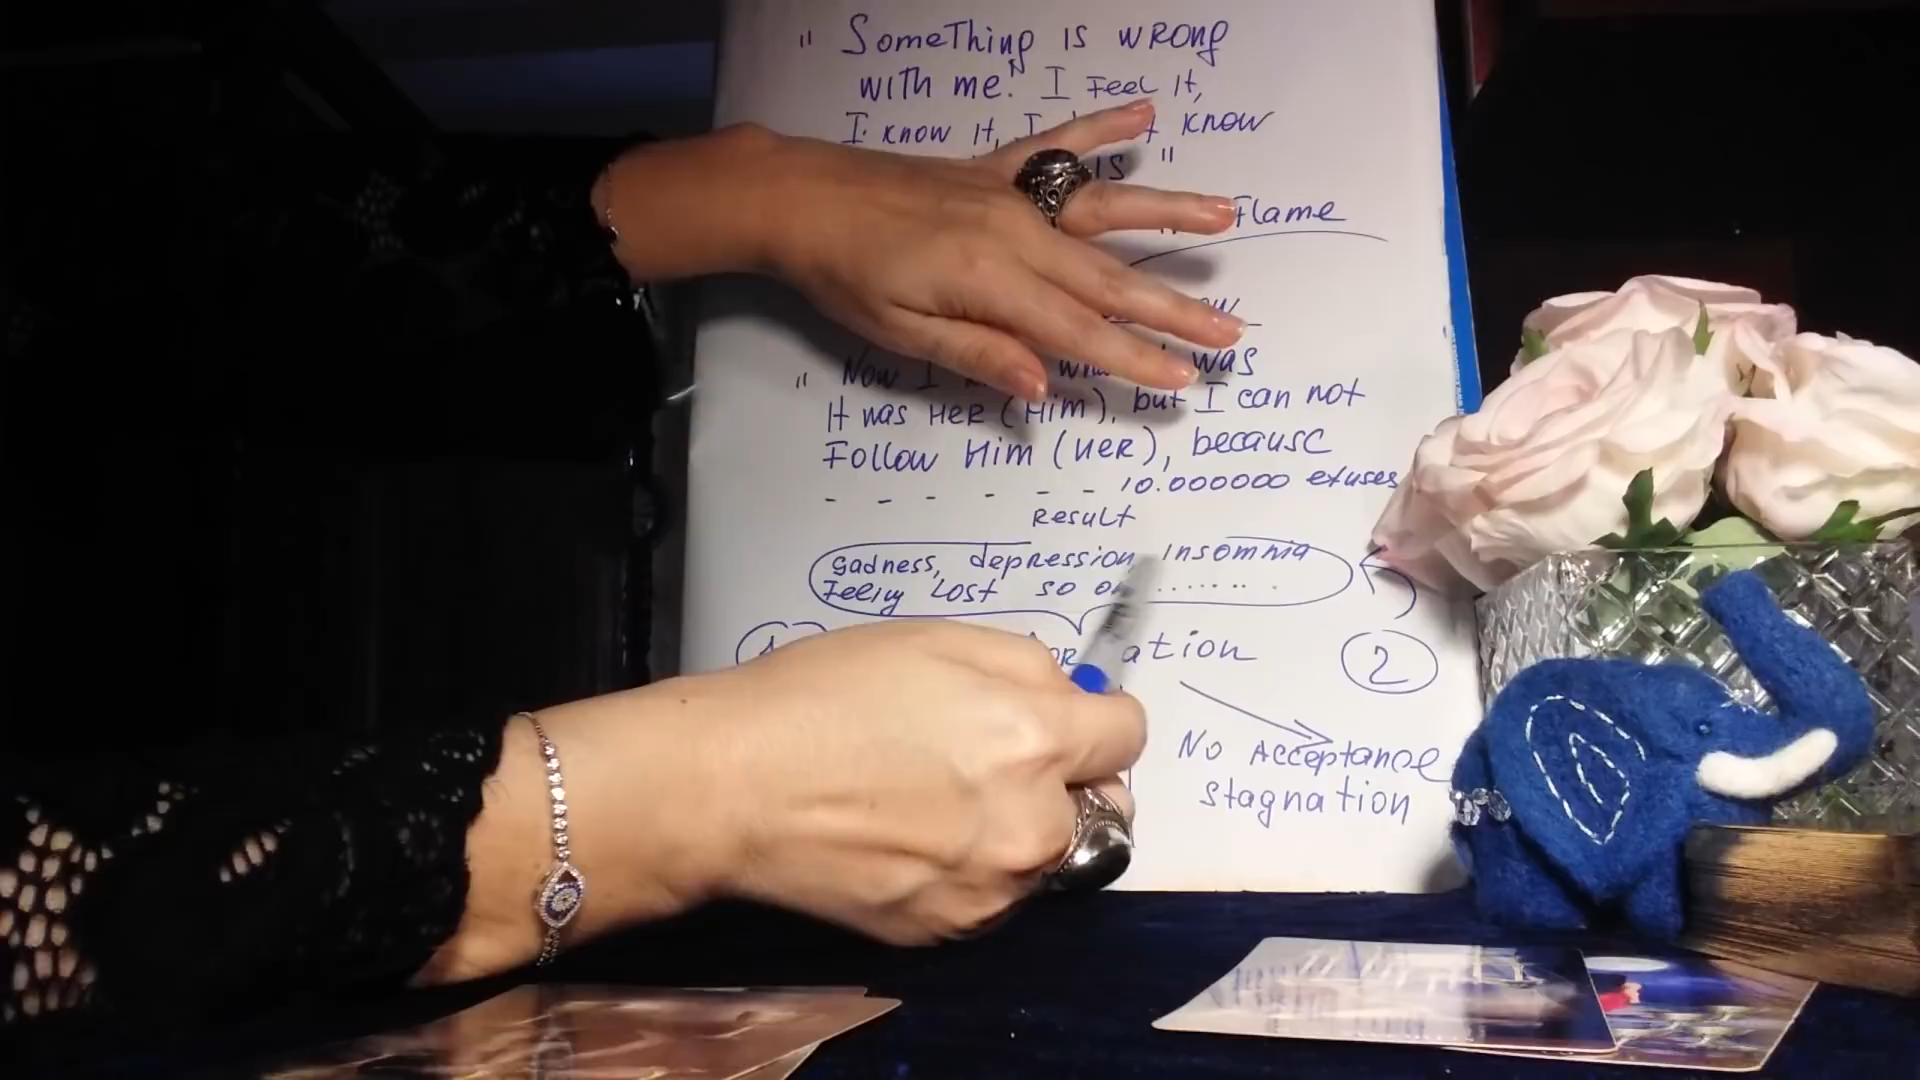 " Something is wrong
with me." I Feel It,
I know It, I know
is "
Flame
" Now I was
It was Her (Him), but I can not
Follow Him (Her), because
- - - - - - 10.000000 exuses
Result
Sadness, depression, Insomnia
Feeling Lost so on ........
2
No Acceptance
Stagnation